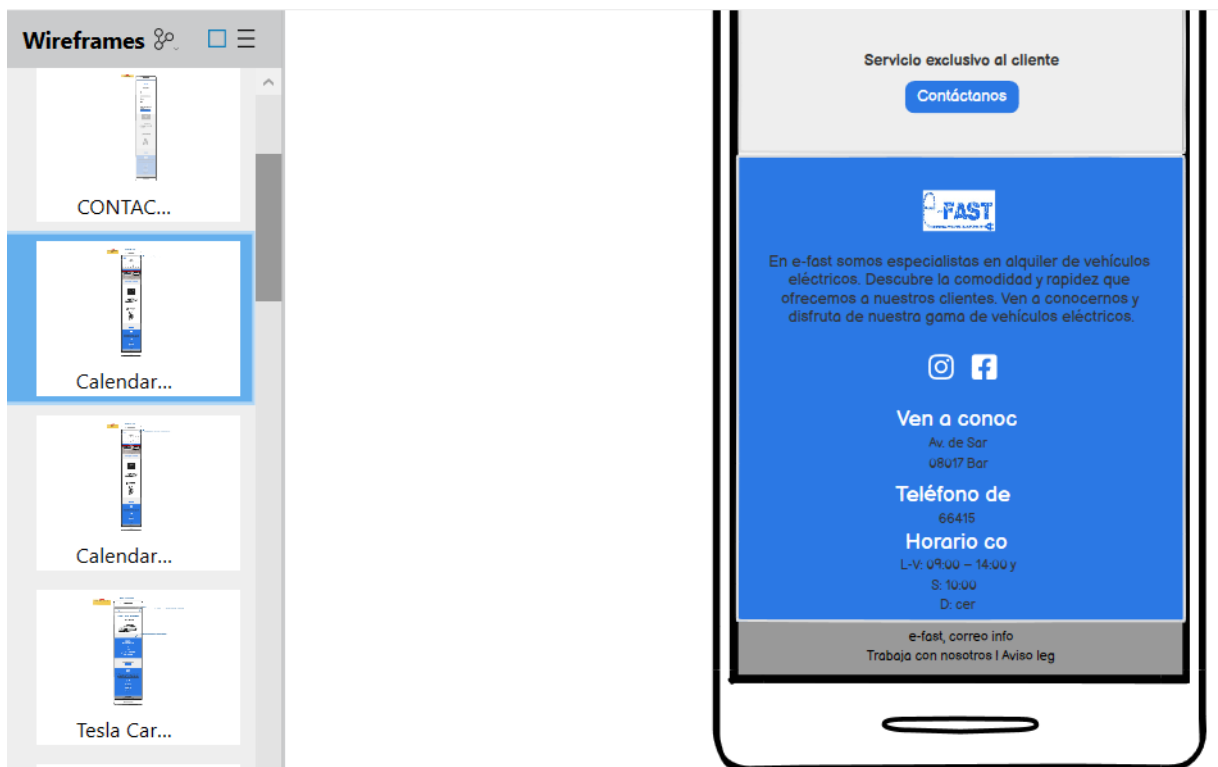 Wireframes
CONTAC...
Calendar...
Calendar...
Tesla Car...
Servicio exclusivo al cliente
Contáctanos
-FAST
En e-fast somos especialistas en alquiler de vehículos
eléctricos. Descubre la comodidad y rapidez que
ofrecemos a nuestros clientes. Ven a conocernos y
disfruta de nuestra gama de vehículos eléctricos.
Ven a conoc
Av. de Sar
08017 Bar
Teléfono de
66415
Horario co
L-V: 09:00 – 14:00 y
S: 10:00
D: cer
e-fast, correo info
Trabaja con nosotros | Aviso leg